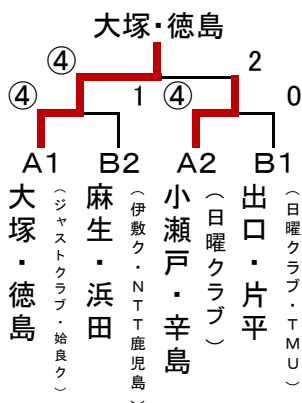 大塚・徳島
④ 2
④ 1 ④ 0
A1 B2 A2 B1
大塚・徳島
(ジャストクラブ・姶良ク)
麻生・浜田
(伊敷ク・NTT鹿児島)
小瀬戸・辛島
(日曜クラブ)
出口・片平
(日曜クラブ・TMU)